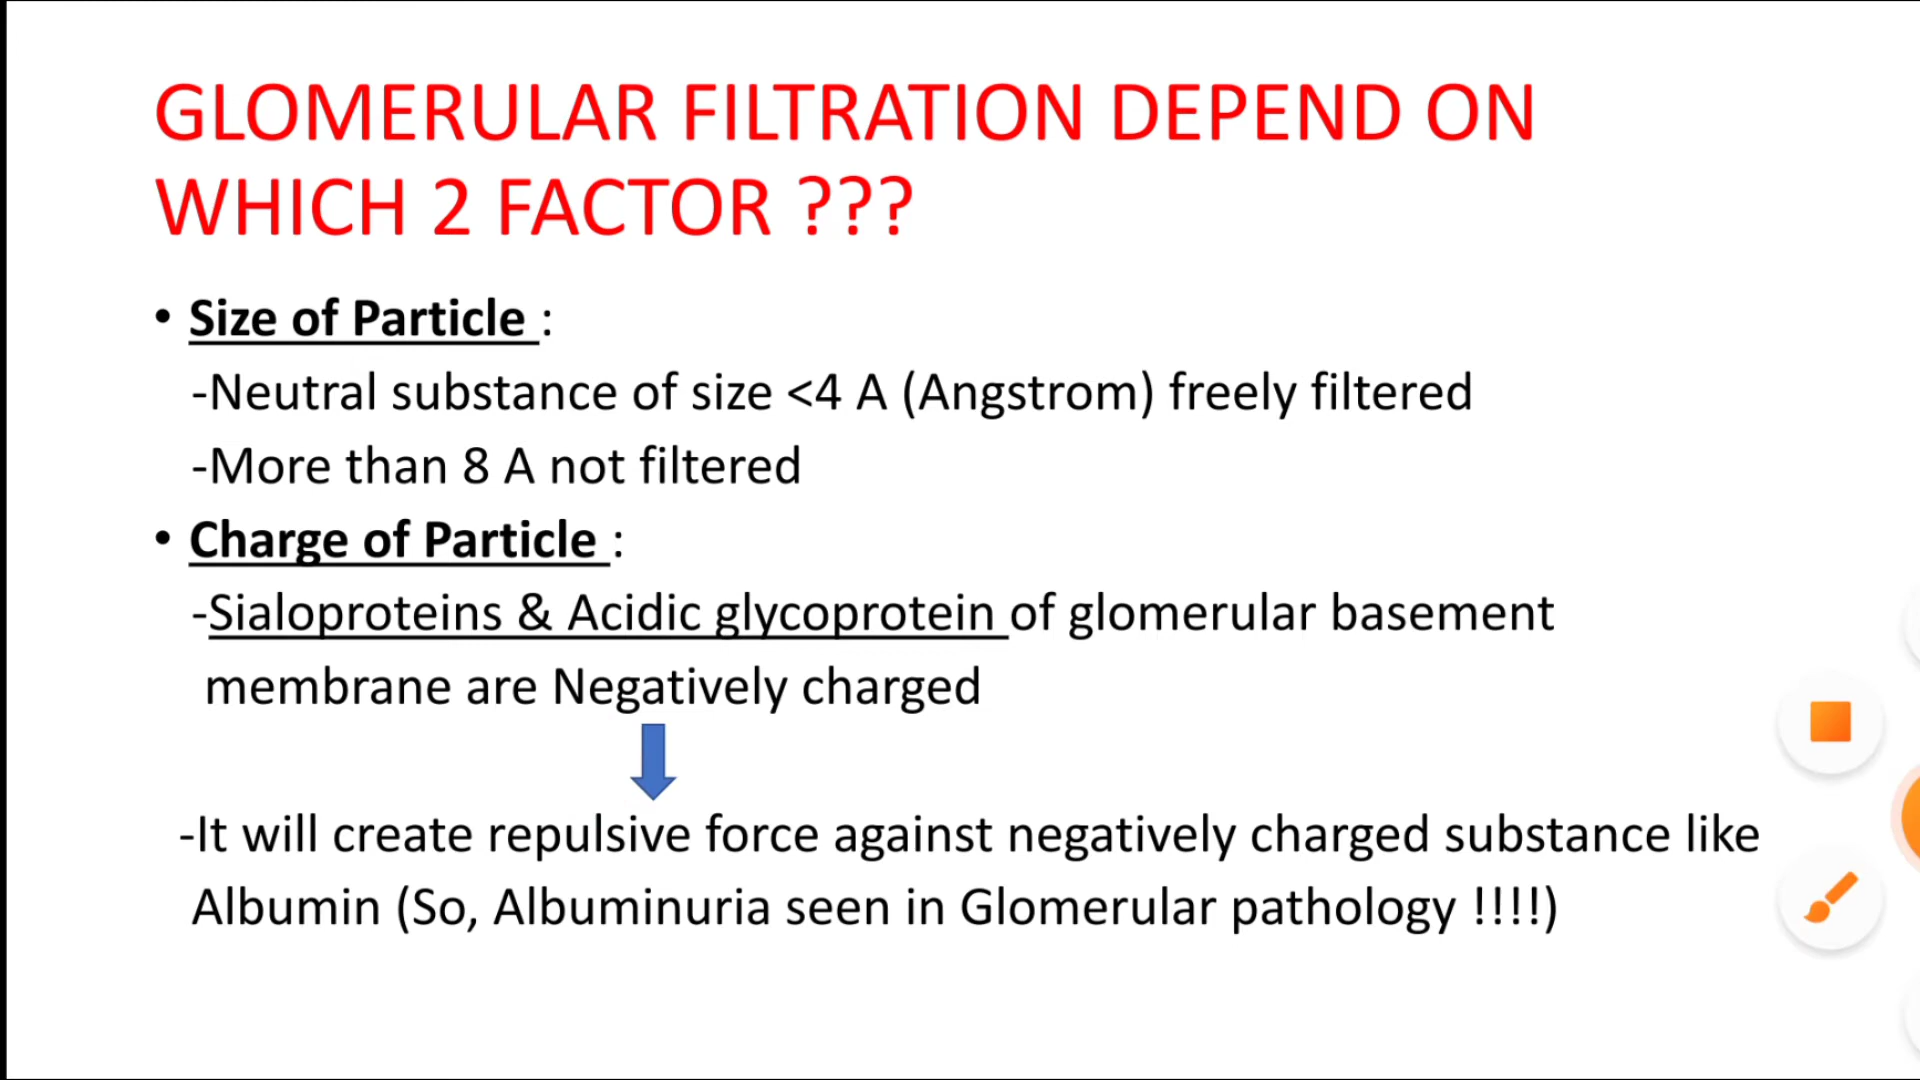 GLOMERULAR FILTRATION DEPEND ON
WHICH 2 FACTOR ???
• Size of Particle :
-Neutral substance of size <4 A (Angstrom) freely filtered
-More than 8 A not filtered
• Charge of Particle :
-Sialoproteins & Acidic glycoprotein of glomerular basement
membrane are Negatively charged
-It will create repulsive force against negatively charged substance like
Albumin (So, Albuminuria seen in Glomerular pathology !!!!)